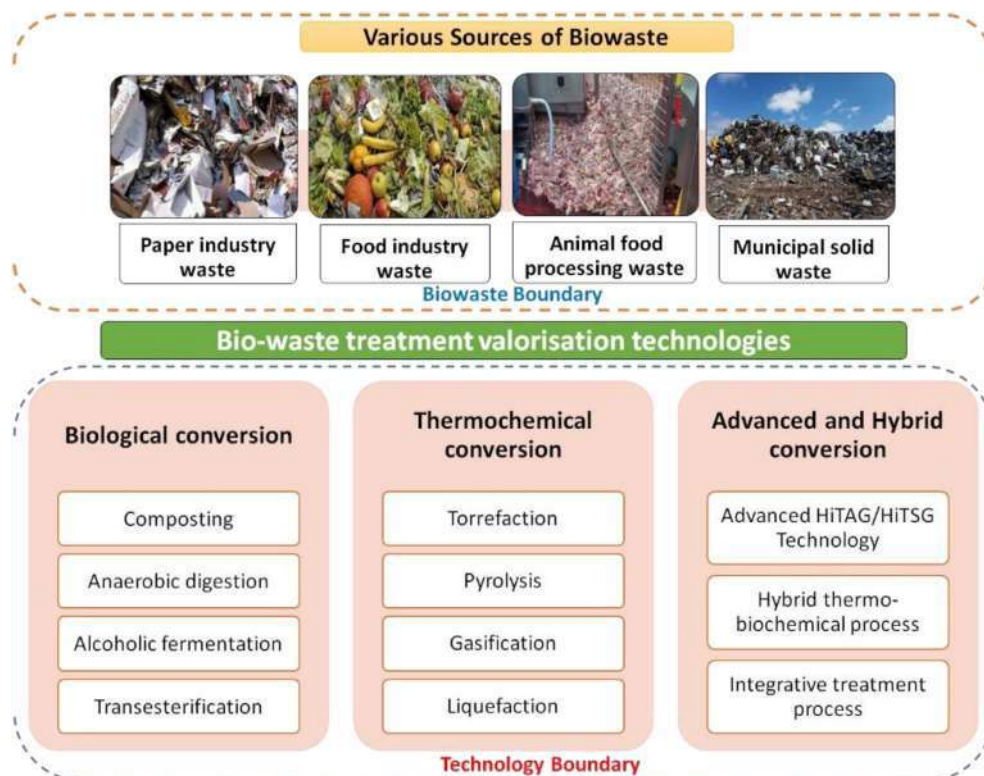 Various Sources of Biowaste
Paper industry
waste
Food industry
waste
Animal food
processing waste
Municipal solid
waste
Biowaste Boundary
Bio-waste treatment valorisation technologies
Biological conversion
Composting
Anaerobic digestion
Alcoholic fermentation
Transesterification
Thermochemical
conversion
Torrefaction
Pyrolysis
Gasification
Liquefaction
Advanced and Hybrid
conversion
Advanced HiTAG/HiTSG
Technology
Hybrid thermo-
biochemical process
Integrative treatment
process
Technology Boundary